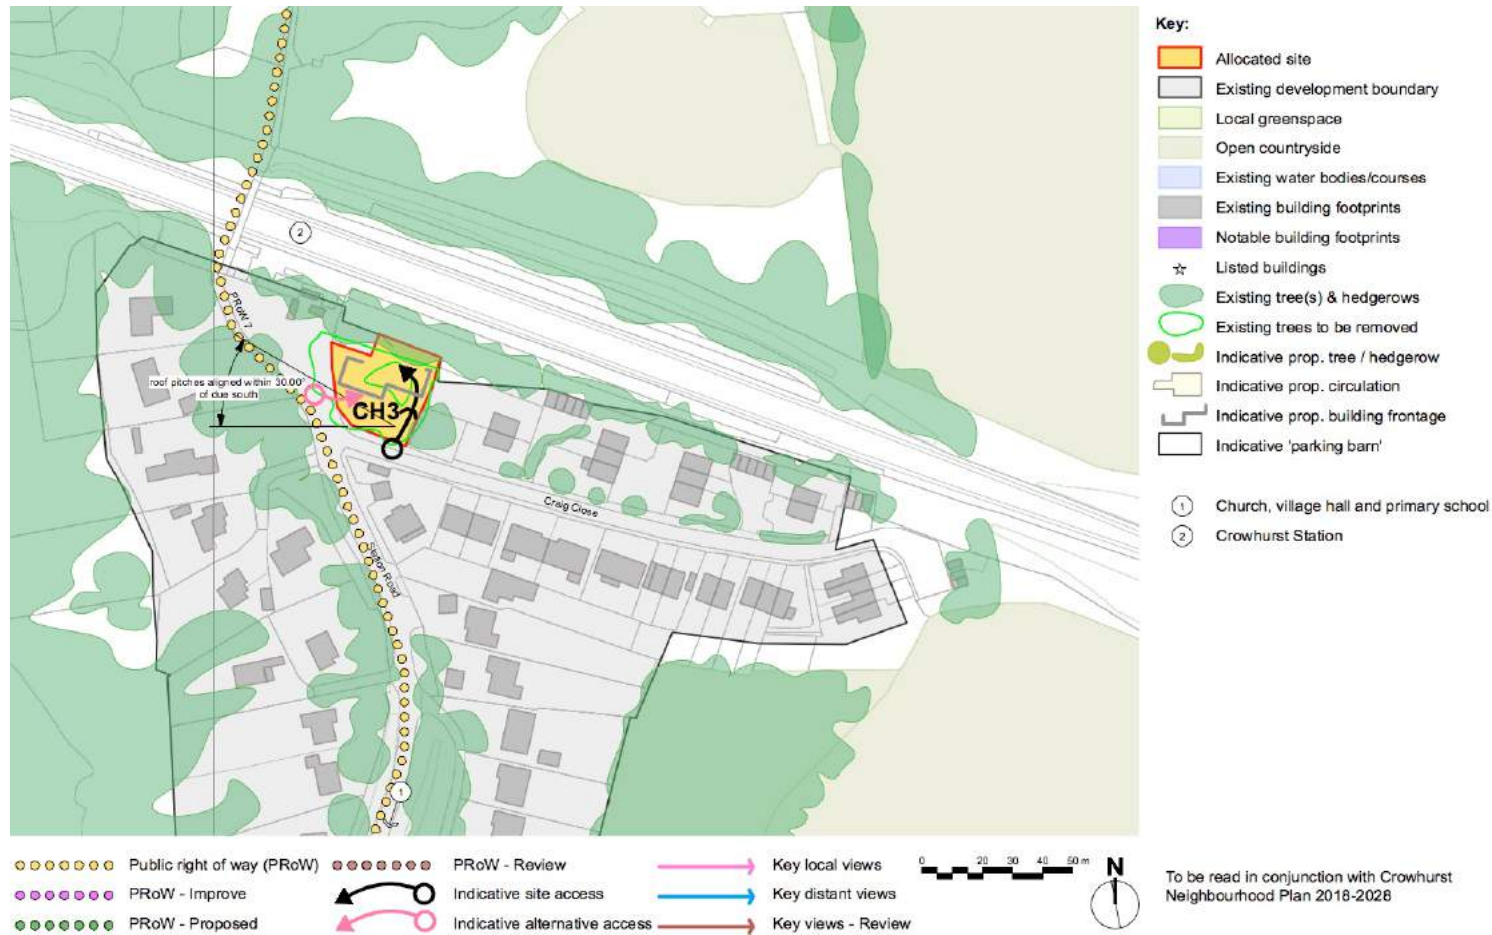 2
PRoW 7
roof pitches aligned within 30.00°
of due south
CH3
Craig Close
Station Road
1
Key:
Allocated site
Existing development boundary
Local greenspace
Open countryside
Existing water bodies/courses
Existing building footprints
Notable building footprints
Listed buildings
Existing tree(s) & hedgerows
Existing trees to be removed
Indicative prop. tree / hedgerow
Indicative prop. circulation
Indicative prop. building frontage
Indicative 'parking barn'
1 Church, village hall and primary school
2 Crowhurst Station
Public right of way (PRoW)
PRoW - Improve
PRoW - Proposed
PRoW - Review
Indicative site access
Indicative alternative access
Key local views
Key distant views
Key views - Review
0 20 30 40 50 m
N
To be read in conjunction with Crowhurst
Neighbourhood Plan 2018-2028